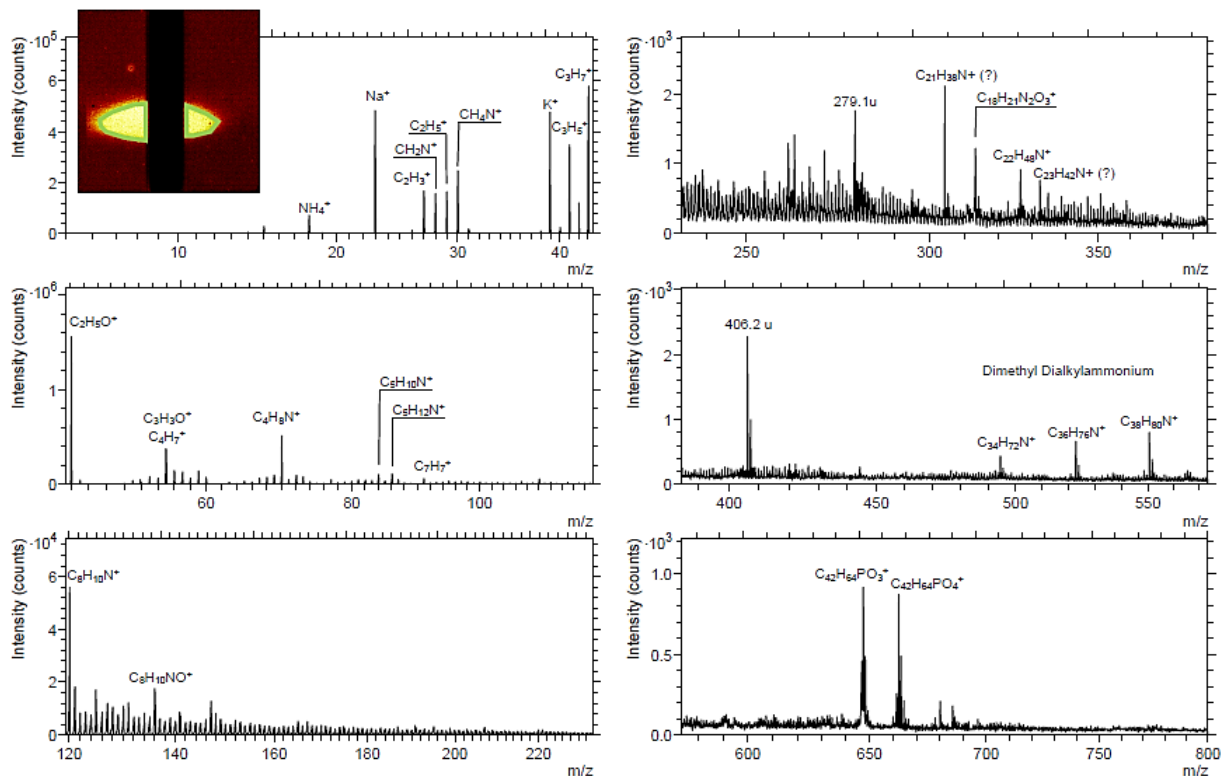 Intensity (counts)
·10⁵
6
4
2
0
Na⁺
NH₄⁺
C₂H₃⁺
CH₂N⁺
C₂H₅⁺
CH₄N⁺
K⁺
C₃H₅⁺
C₃H₇⁺
10
20
30
40
m/z
Intensity (counts)
·10³
2
1
0
279.1u
C₂₁H₃₈N+ (?)
C₁₈H₂₁N₂O₃⁺
C₂₂H₄₈N⁺
C₂₃H₄₂N+ (?)
250
300
350
m/z
Intensity (counts)
·10⁶
1
0
C₂H₅O⁺
C₃H₃O⁺
C₄H₇⁺
C₄H₈N⁺
C₅H₁₀N⁺
C₅H₁₂N⁺
C₇H₇⁺
60
80
100
m/z
Intensity (counts)
·10³
2
1
0
406.2 u
Dimethyl Dialkylammonium
C₃₄H₇₂N⁺
C₃₆H₇₆N⁺
C₃₈H₈₀N⁺
400
450
500
550
m/z
Intensity (counts)
·10⁴
6
4
2
0
C₈H₁₀N⁺
C₈H₁₀NO⁺
120
140
160
180
200
220
m/z
Intensity (counts)
·10³
1.0
0.5
0.0
C₄₂H₆₄PO₃⁺
C₄₂H₆₄PO₄⁺
600
650
700
750
800
m/z